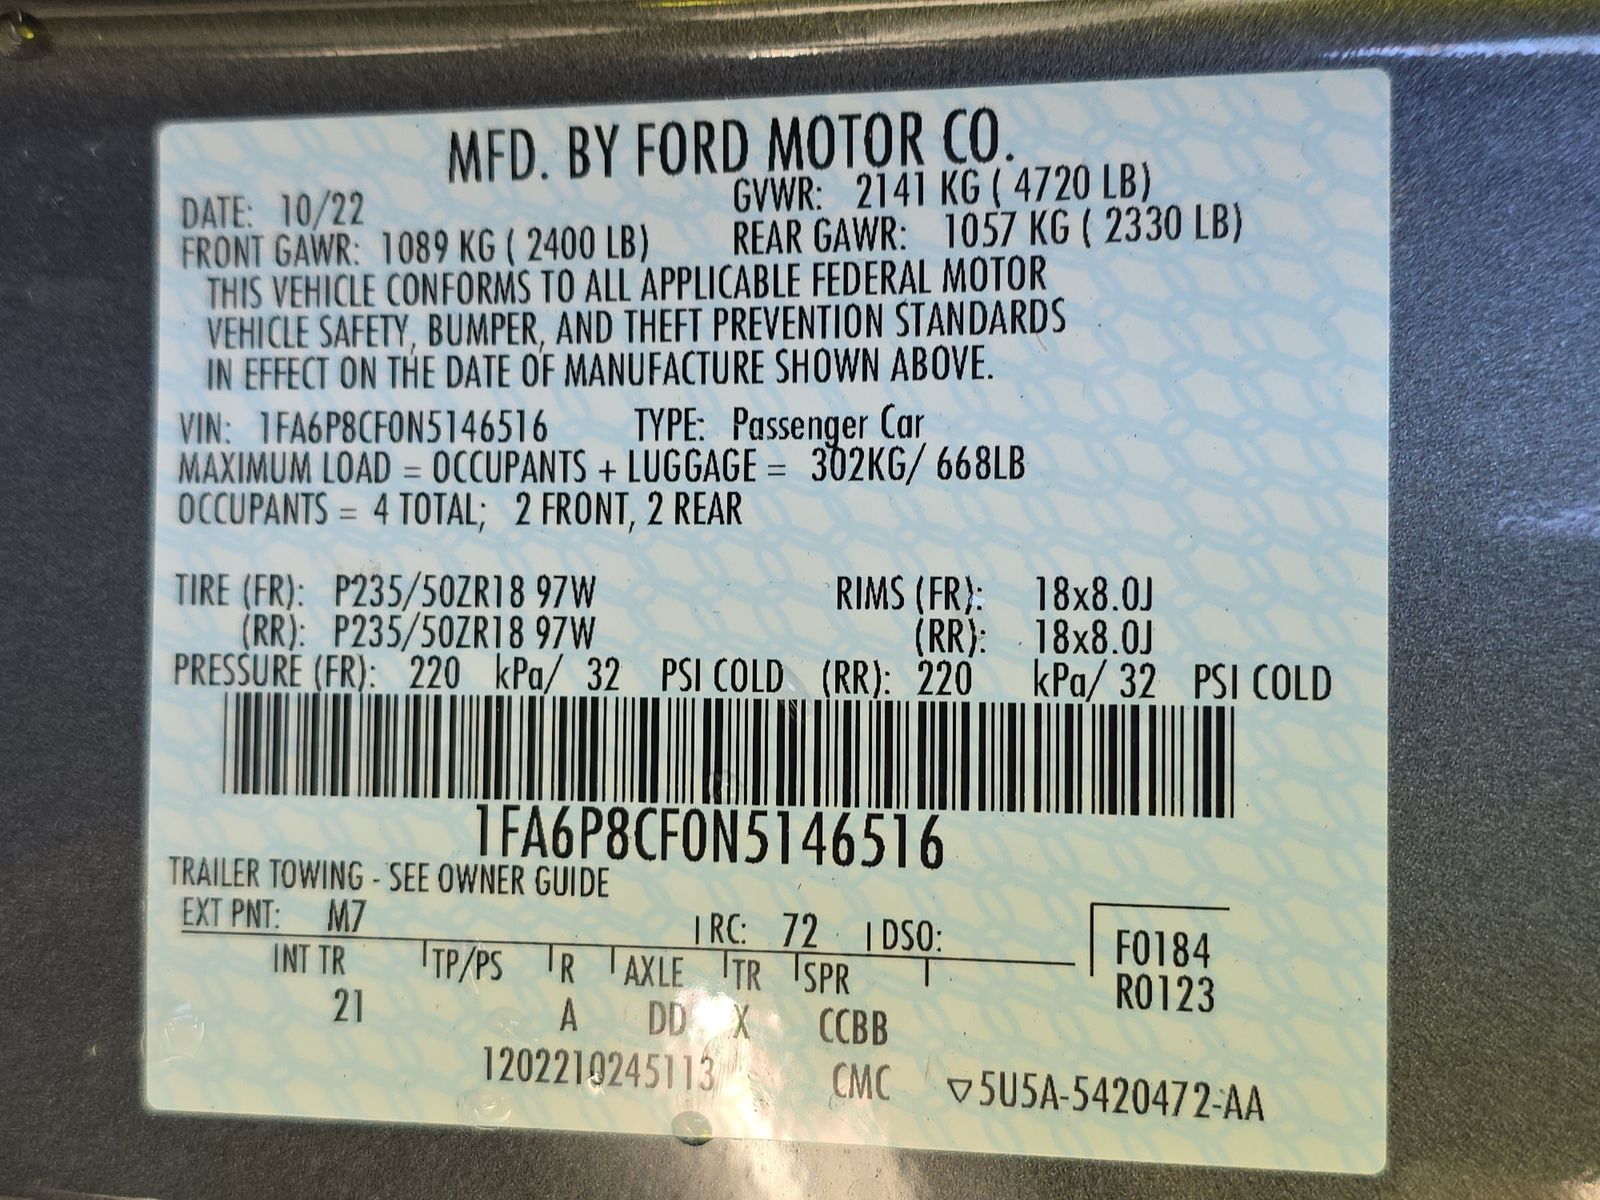 MFD. BY FORD MOTOR CO.
DATE: 10/22 GVWR: 2141 KG ( 4720 LB)
FRONT GAWR: 1089 KG ( 2400 LB) REAR GAWR: 1057 KG ( 2330 LB)
THIS VEHICLE CONFORMS TO ALL APPLICABLE FEDERAL MOTOR
VEHICLE SAFETY, BUMPER, AND THEFT PREVENTION STANDARDS
IN EFFECT ON THE DATE OF MANUFACTURE SHOWN ABOVE.
VIN: 1FA6P8CF0N5146516 TYPE: Passenger Car
MAXIMUM LOAD = OCCUPANTS + LUGGAGE = 302KG/ 668LB
OCCUPANTS = 4 TOTAL; 2 FRONT, 2 REAR
TIRE (FR): P235/50ZR18 97W RIMS (FR): 18x8.0J
(RR): P235/50ZR18 97W (RR): 18x8.0J
PRESSURE (FR): 220 kPa/ 32 PSI COLD (RR): 220 kPa/ 32 PSI COLD
1FA6P8CF0N5146516
TRAILER TOWING - SEE OWNER GUIDE
EXT PNT: M7 RC: 72 DSO: F0184
INT TR TP/PS R AXLE TR SPR R0123
21 A DD X CCBB
1202210245113 CMC ▽5U5A-5420472-AA